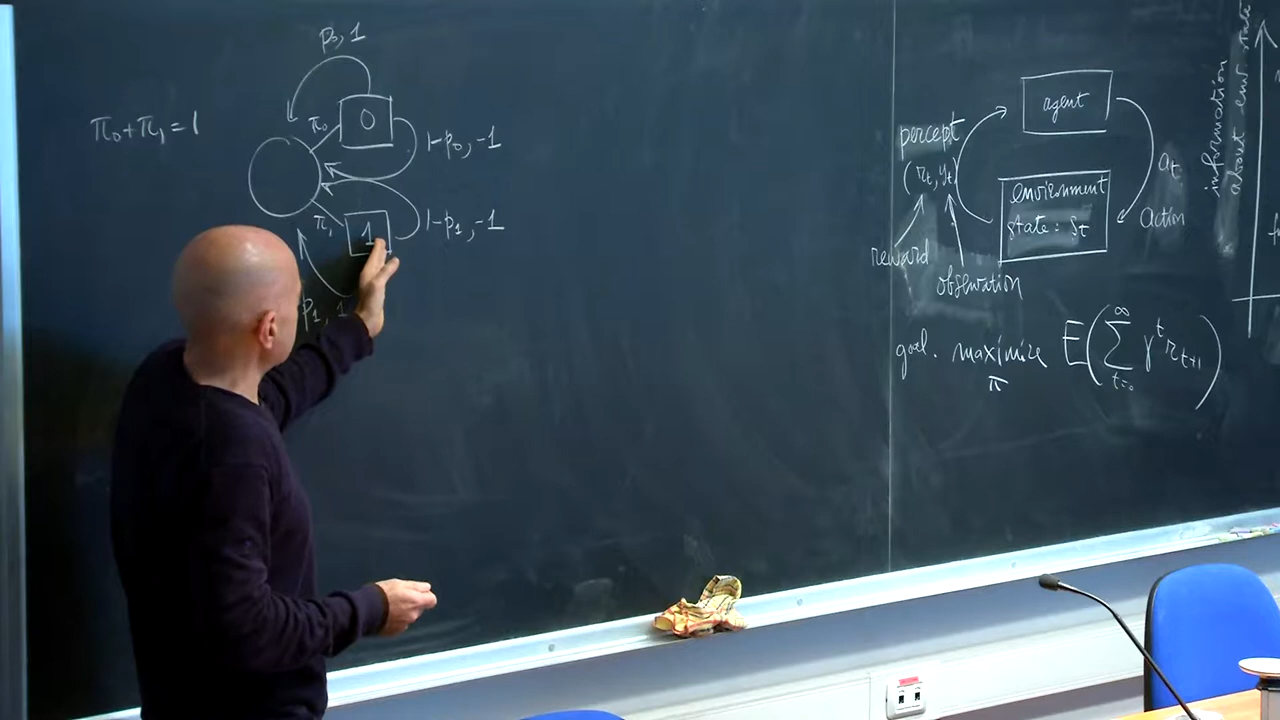 p₀, 1
π₀+π₁=1
π₀
0
1-p₀, -1
π₁
1
1-p₁, -1
p₁, 1
agent
percept
(r_t, y_t)
environment
state: s_t
a_t
Action
reward
observation
goal. maximize E(∑_{t=0}^{∞} γ^t r_{t+1})
π
information
about env. state